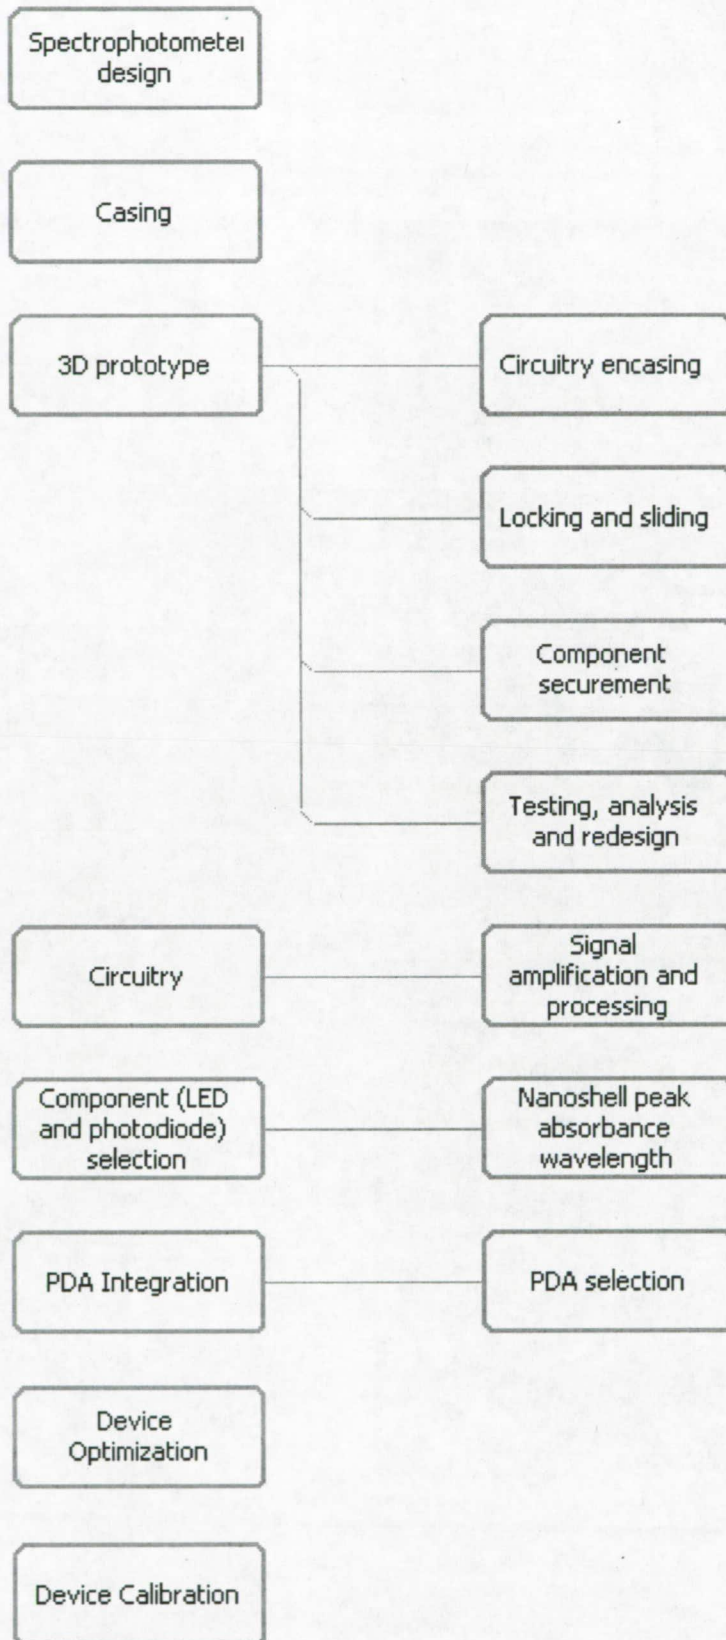 Spectrophotometer
design
Casing
3D prototype
Circuitry encasing
Locking and sliding
Component
securement
Testing, analysis
and redesign
Circuitry
Signal
amplification and
processing
Component (LED
and photodiode)
selection
Nanoshell peak
absorbance
wavelength
PDA Integration
PDA selection
Device
Optimization
Device Calibration